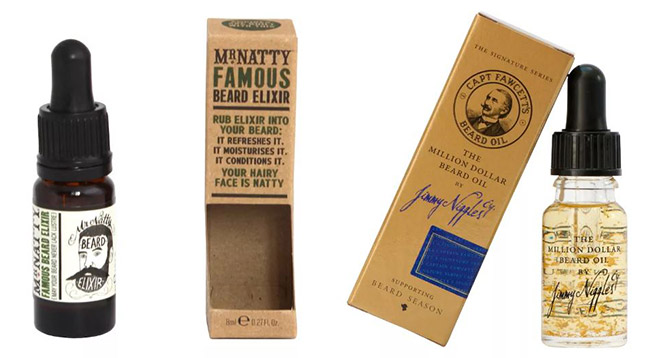 Mr NATTY
FAMOUS BEARD ELIXIR
Mr Natty
BEARD
ELIXIR
Mr NATTY
FAMOUS
BEARD ELIXIR
RUB ELIXIR INTO
YOUR BEARD:
IT REFRESHES IT.
IT MOISTURISES IT.
IT CONDITIONS IT.
YOUR HAIRY
FACE IS NATTY
8ml e 0.27 Fl Oz.
THE SIGNATURE SERIES
CAPT FAWCETT'S
BEARD OIL
THE
MILLION DOLLAR
BEARD OIL
BY
Jimmy Niggles Esq.
SUPPORTING
BEARD SEASON
THE
MILLION DOLLAR
BEARD OIL
BY
Jimmy Niggles Esq.